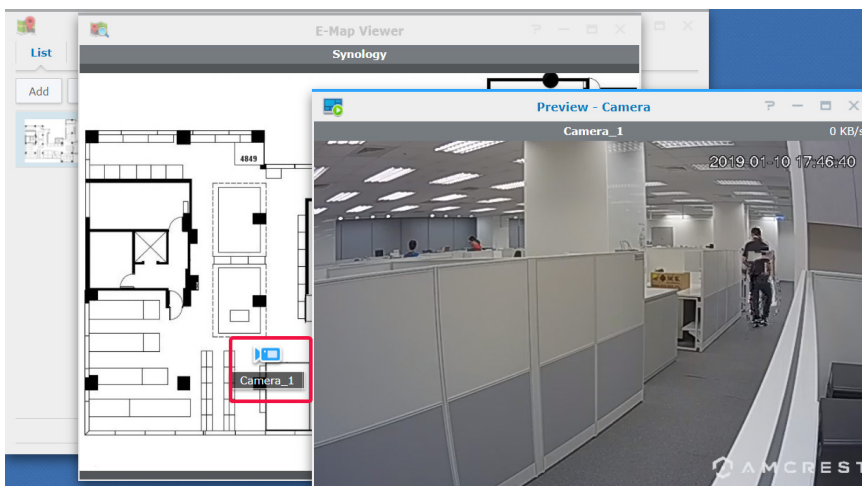 E-Map Viewer
Synology
List
Add
4849
Camera_1
Preview - Camera
Camera_1
0 KB/s
2019-01-10 17:46:40
AMCREST